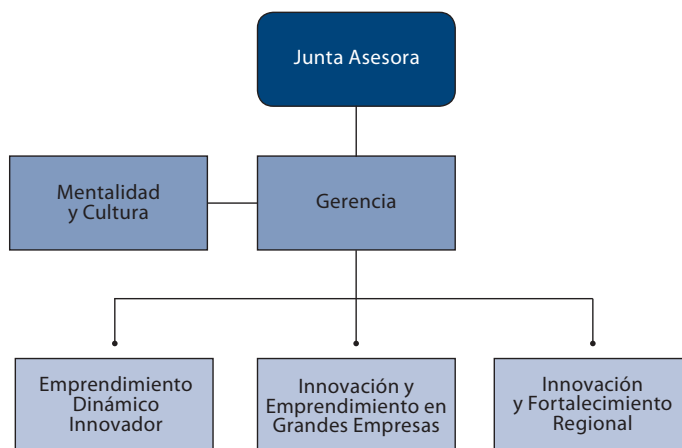 Junta Asesora
Mentalidad
y Cultura
Gerencia
Emprendimiento
Dinámico
Innovador
Innovación y
Emprendimiento en
Grandes Empresas
Innovación
y Fortalecimiento
Regional